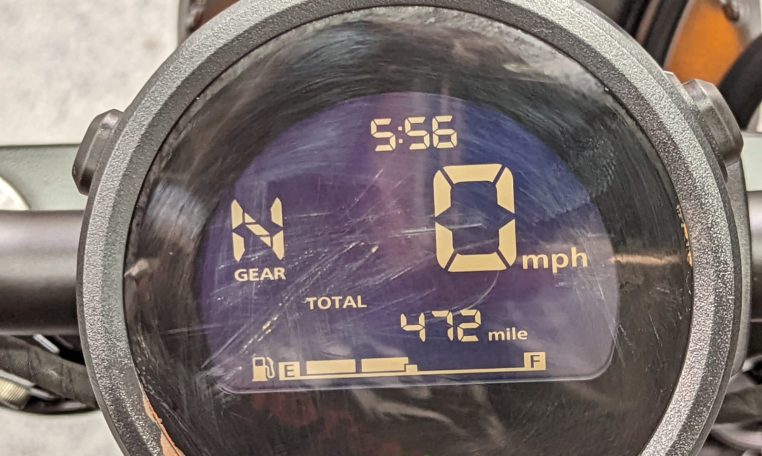 5:56
N 0 mph
GEAR
TOTAL
472 mile
E F